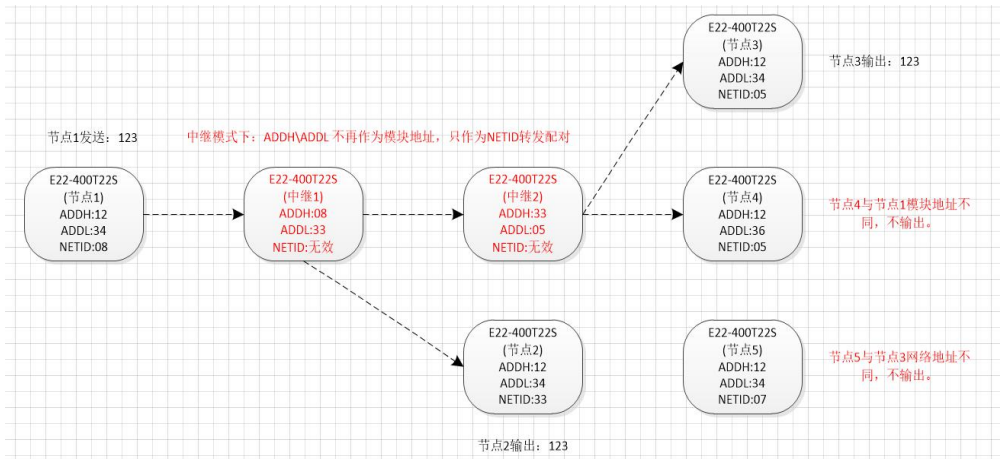 E22-400T22S
(节点3)
ADDH:12
ADDL:34
NETID:05
节点3输出：123
节点1发送：123
中继模式下：ADDH\ADDL 不再作为模块地址，只作为NETID转发配对
E22-400T22S
(节点1)
ADDH:12
ADDL:34
NETID:08
E22-400T22S
(中继1)
ADDH:08
ADDL:33
NETID:无效
E22-400T22S
(中继2)
ADDH:33
ADDL:05
NETID:无效
E22-400T22S
(节点4)
ADDH:12
ADDL:36
NETID:05
节点4与节点1模块地址不
同，不输出。
E22-400T22S
(节点2)
ADDH:12
ADDL:34
NETID:33
E22-400T22S
(节点5)
ADDH:12
ADDL:34
NETID:07
节点5与节点3网络地址不
同，不输出。
节点2输出：123